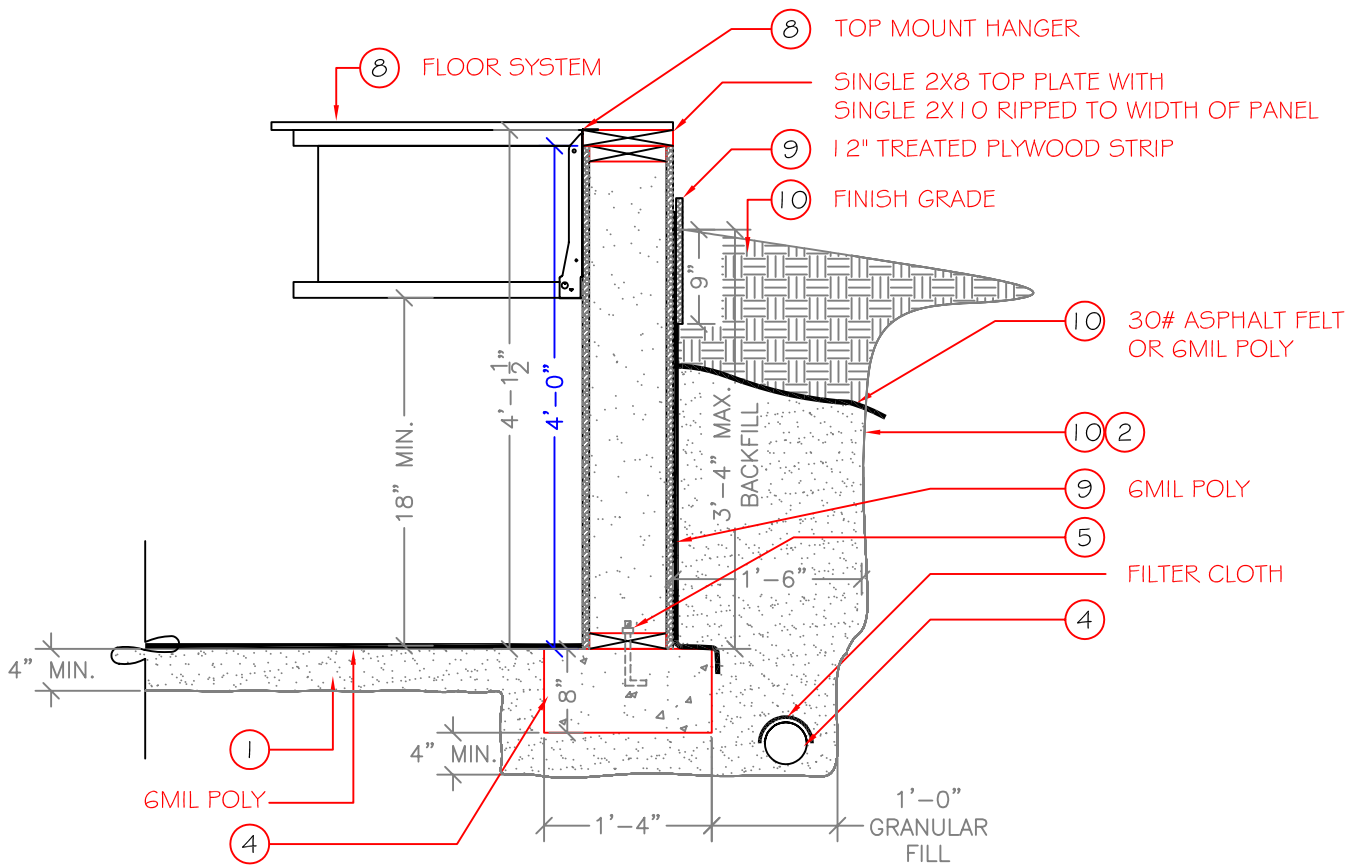 8 TOP MOUNT HANGER
8 FLOOR SYSTEM
SINGLE 2X8 TOP PLATE WITH
SINGLE 2X10 RIPPED TO WIDTH OF PANEL
9 12" TREATED PLYWOOD STRIP
10 FINISH GRADE
9"
10 30# ASPHALT FELT
OR 6MIL POLY
4'-1 1/2"
4'-0"
18" MIN.
3'-4" MAX.
BACKFILL
10 2
9 6MIL POLY
5
1'-6"
FILTER CLOTH
4
4" MIN.
8"
1
4" MIN.
6MIL POLY
4
1'-4"
1'-0"
GRANULAR
FILL